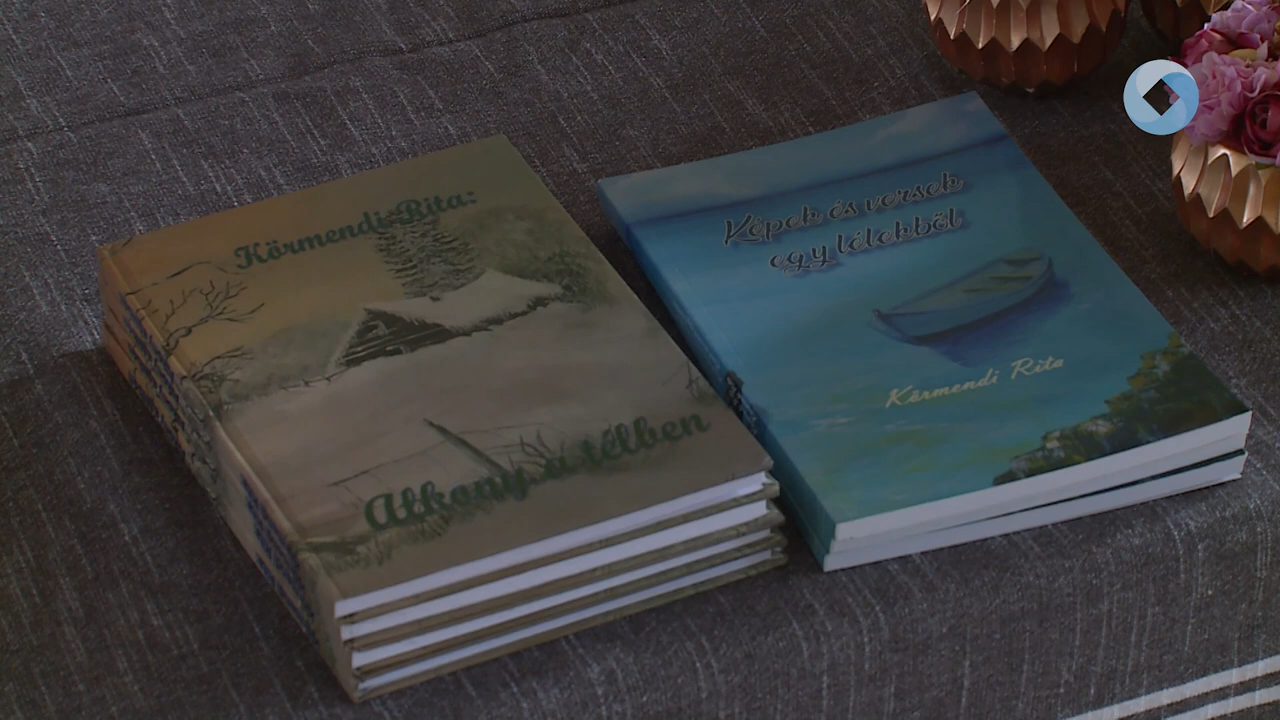 Körmendi Rita:
Alkony a télben
Képek és versek
egy lélekből
Körmendi Rita